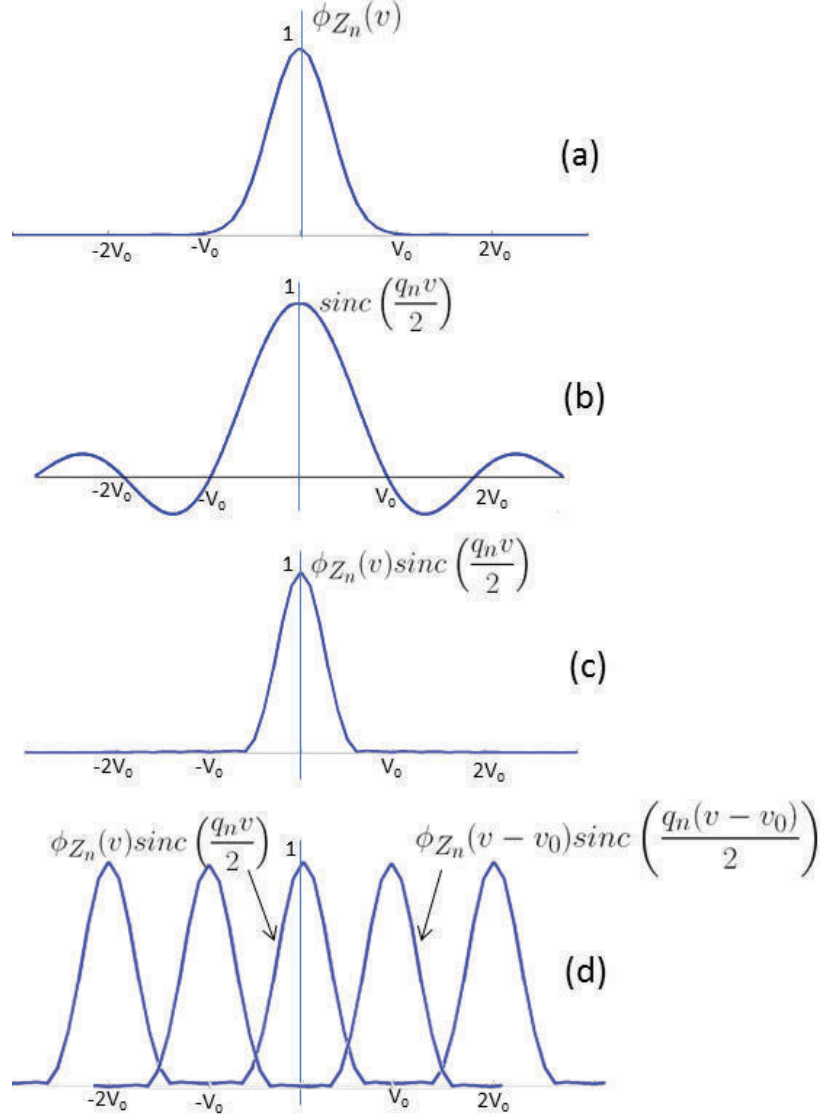 1 ϕ_{Z_n}(v)
(a)
-2V₀ -V₀ V₀ 2V₀
1 sinc (q_n v / 2)
(b)
-2V₀ -V₀ V₀ 2V₀
1 ϕ_{Z_n}(v)sinc (q_n v / 2)
(c)
-2V₀ -V₀ V₀ 2V₀
ϕ_{Z_n}(v)sinc (q_n v / 2) 1 ϕ_{Z_n}(v − v₀)sinc (q_n(v − v₀) / 2)
(d)
-2V₀ -V₀ V₀ 2V₀